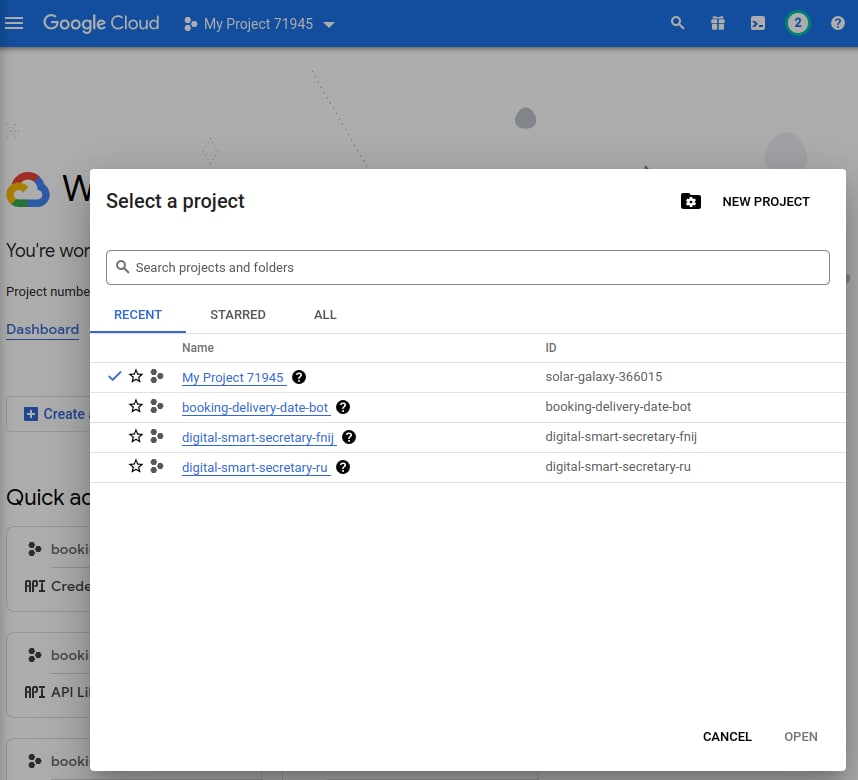 Google Cloud My Project 71945 2
W
Select a project NEW PROJECT
You're wor
Search projects and folders
Project numbe
RECENT STARRED ALL
Dashboard
Name ID
My Project 71945 solar-galaxy-366015
booking-delivery-date-bot booking-delivery-date-bot
Create a
digital-smart-secretary-fnij digital-smart-secretary-fnij
digital-smart-secretary-ru digital-smart-secretary-ru
Quick ac
booki
API Crede
booki
API Li
CANCEL OPEN
booki